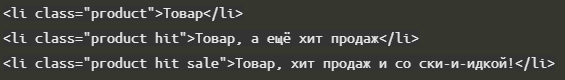 <li class="product">Товар</li>
<li class="product hit">Товар, а ещё хит продаж</li>
<li class="product hit sale">Товар, хит продаж и со ски-и-идкой!</li>